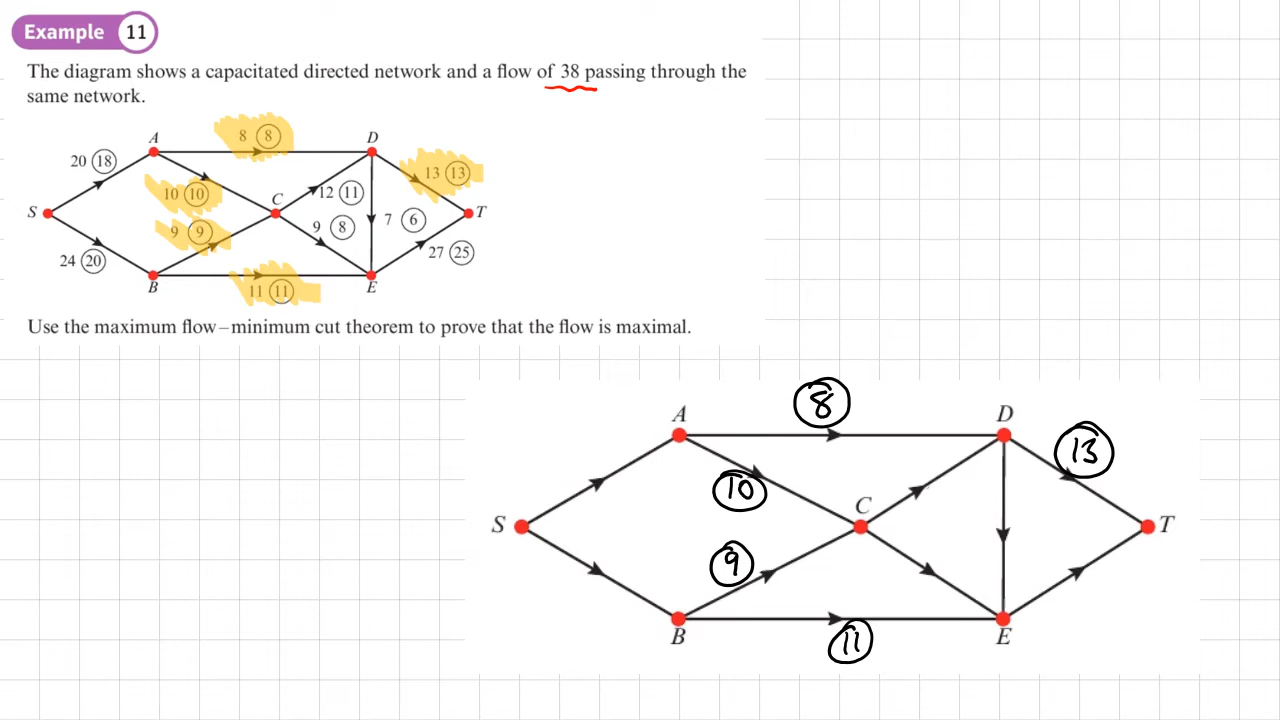 Example 11
The diagram shows a capacitated directed network and a flow of 38 passing through the
same network.
A 8 8 D
20 18 13 13
10 10 C 12 11
S T
9 9 9 8 7 6
24 20 27 25
B 11 11 E
Use the maximum flow–minimum cut theorem to prove that the flow is maximal.
A 8 D
13
10 C
S T
9
B 11 E